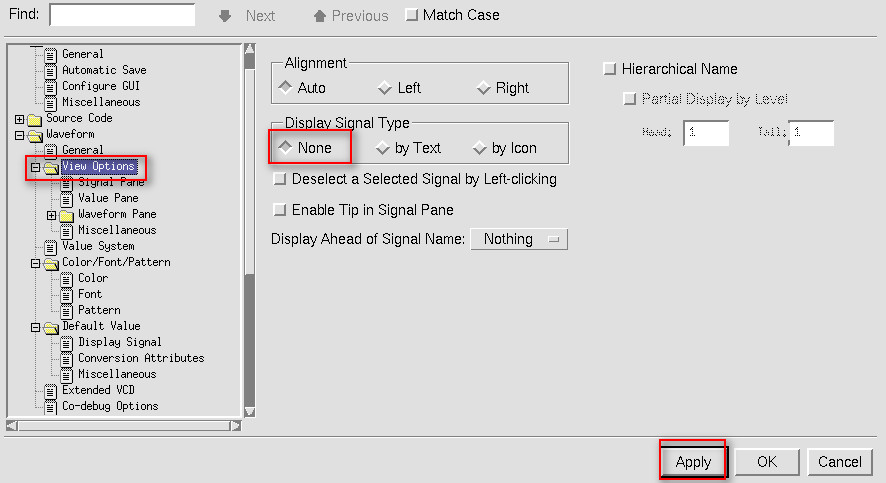 Find: Next Previous Match Case
General
Automatic Save
Configure GUI
Miscellaneous
Source Code
Waveform
General
View Options
Signal Pane
Value Pane
Waveform Pane
Miscellaneous
Value System
Color/Font/Pattern
Color
Font
Pattern
Default Value
Display Signal
Conversion Attributes
Miscellaneous
Extended VCD
Co-debug Options
Alignment
Auto Left Right
Display Signal Type
None by Text by Icon
Deselect a Selected Signal by Left-clicking
Enable Tip in Signal Pane
Display Ahead of Signal Name: Nothing
Hierarchical Name
Partial Display by Level
Head: 1 Tail: 1
Apply OK Cancel